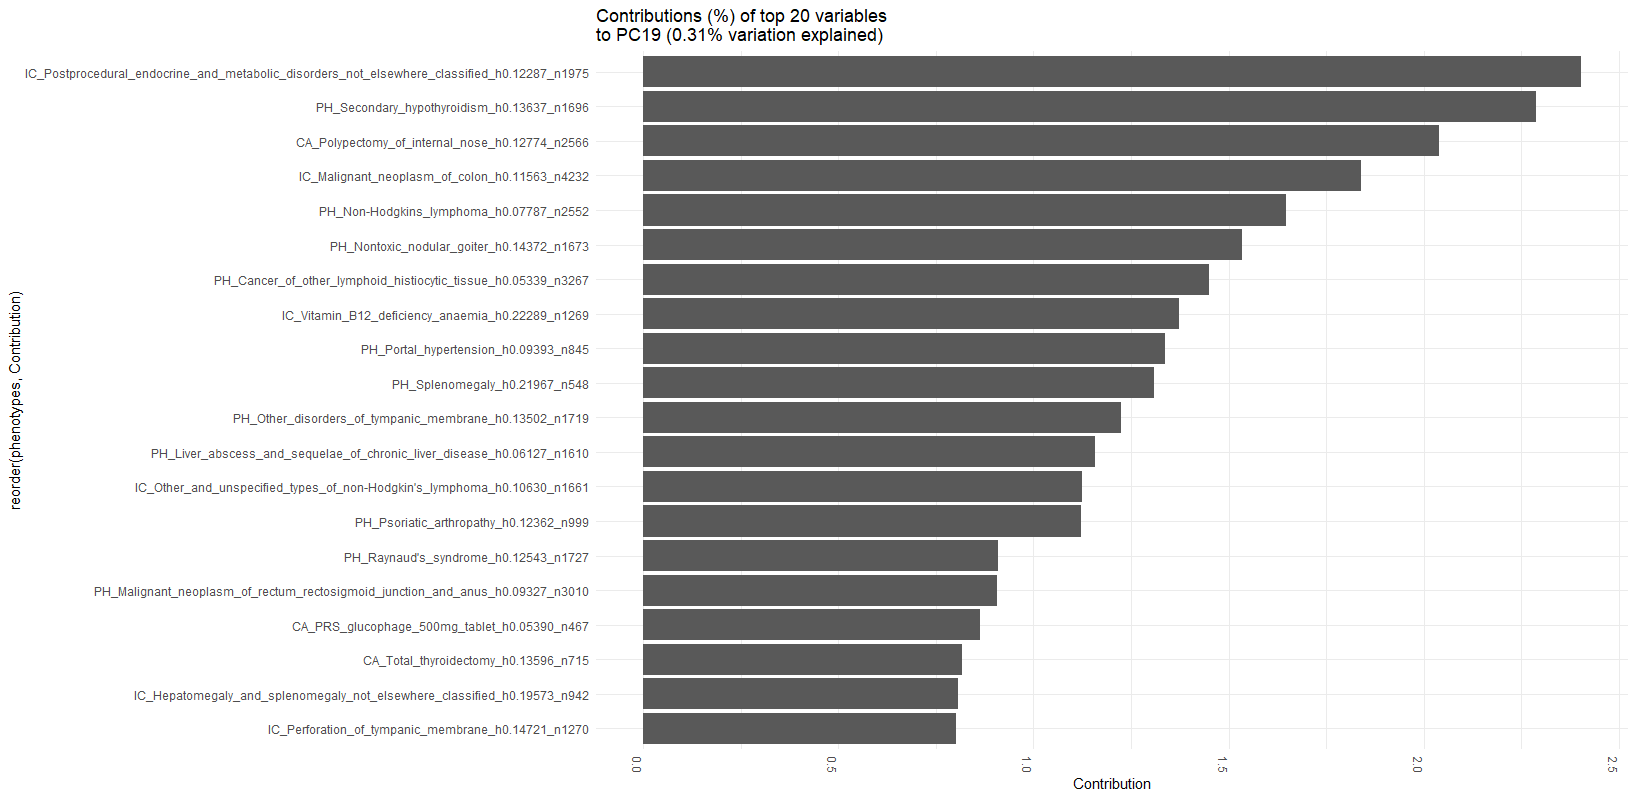 Contributions (%) of top 20 variables
to PC19 (0.31% variation explained)
reorder(phenotypes, Contribution)
IC_Postprocedural_endocrine_and_metabolic_disorders_not_elsewhere_classified_h0.12287_n1975
PH_Secondary_hypothyroidism_h0.13637_n1696
CA_Polypectomy_of_internal_nose_h0.12774_n2566
IC_Malignant_neoplasm_of_colon_h0.11563_n4232
PH_Non-Hodgkins_lymphoma_h0.07787_n2552
PH_Nontoxic_nodular_goiter_h0.14372_n1673
PH_Cancer_of_other_lymphoid_histiocytic_tissue_h0.05339_n3267
IC_Vitamin_B12_deficiency_anaemia_h0.22289_n1269
PH_Portal_hypertension_h0.09393_n845
PH_Splenomegaly_h0.21967_n548
PH_Other_disorders_of_tympanic_membrane_h0.13502_n1719
PH_Liver_abscess_and_sequelae_of_chronic_liver_disease_h0.06127_n1610
IC_Other_and_unspecified_types_of_non-Hodgkin's_lymphoma_h0.10630_n1661
PH_Psoriatic_arthropathy_h0.12362_n999
PH_Raynaud's_syndrome_h0.12543_n1727
PH_Malignant_neoplasm_of_rectum_rectosigmoid_junction_and_anus_h0.09327_n3010
CA_PRS_glucophage_500mg_tablet_h0.05390_n467
CA_Total_thyroidectomy_h0.13596_n715
IC_Hepatomegaly_and_splenomegaly_not_elsewhere_classified_h0.19573_n942
IC_Perforation_of_tympanic_membrane_h0.14721_n1270
0.0 0.5 1.0 1.5 2.0 2.5
Contribution